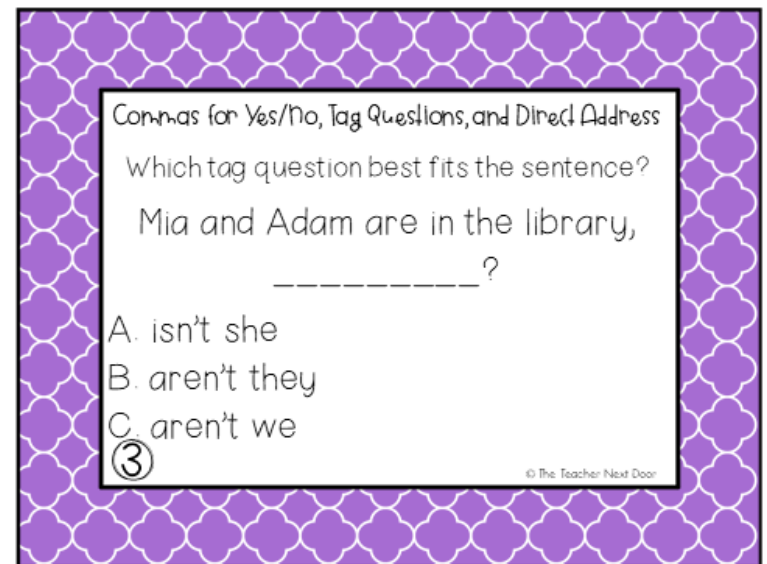 Commas for Yes/No, Tag Questions, and Direct Address
Which tag question best fits the sentence?
Mia and Adam are in the library,
_________?
A. isn't she
B. aren't they
C. aren't we
3
© The Teacher Next Door